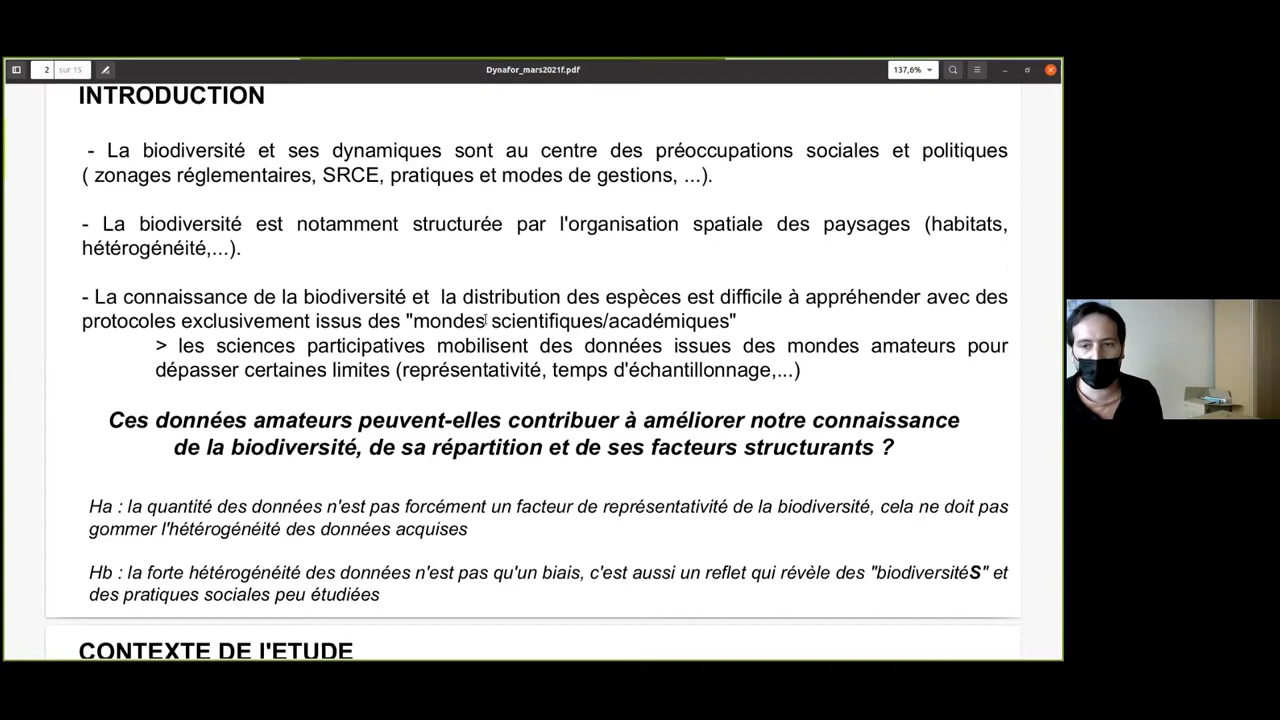 2 sur 15
Dynafor_mars2021f.pdf
137,6%
INTRODUCTION
- La biodiversité et ses dynamiques sont au centre des préoccupations sociales et politiques
( zonages réglementaires, SRCE, pratiques et modes de gestions, ...).
- La biodiversité est notamment structurée par l'organisation spatiale des paysages (habitats,
hétérogénéité,...).
- La connaissance de la biodiversité et la distribution des espèces est difficile à appréhender avec des
protocoles exclusivement issus des "mondes scientifiques/académiques"
> les sciences participatives mobilisent des données issues des mondes amateurs pour
dépasser certaines limites (représentativité, temps d'échantillonnage,...)
Ces données amateurs peuvent-elles contribuer à améliorer notre connaissance
de la biodiversité, de sa répartition et de ses facteurs structurants ?
Ha : la quantité des données n'est pas forcément un facteur de représentativité de la biodiversité, cela ne doit pas
gommer l'hétérogénéité des données acquises
Hb : la forte hétérogénéité des données n'est pas qu'un biais, c'est aussi un reflet qui révèle des "biodiversitéS" et
des pratiques sociales peu étudiées
CONTEXTE DE l'ETUDE